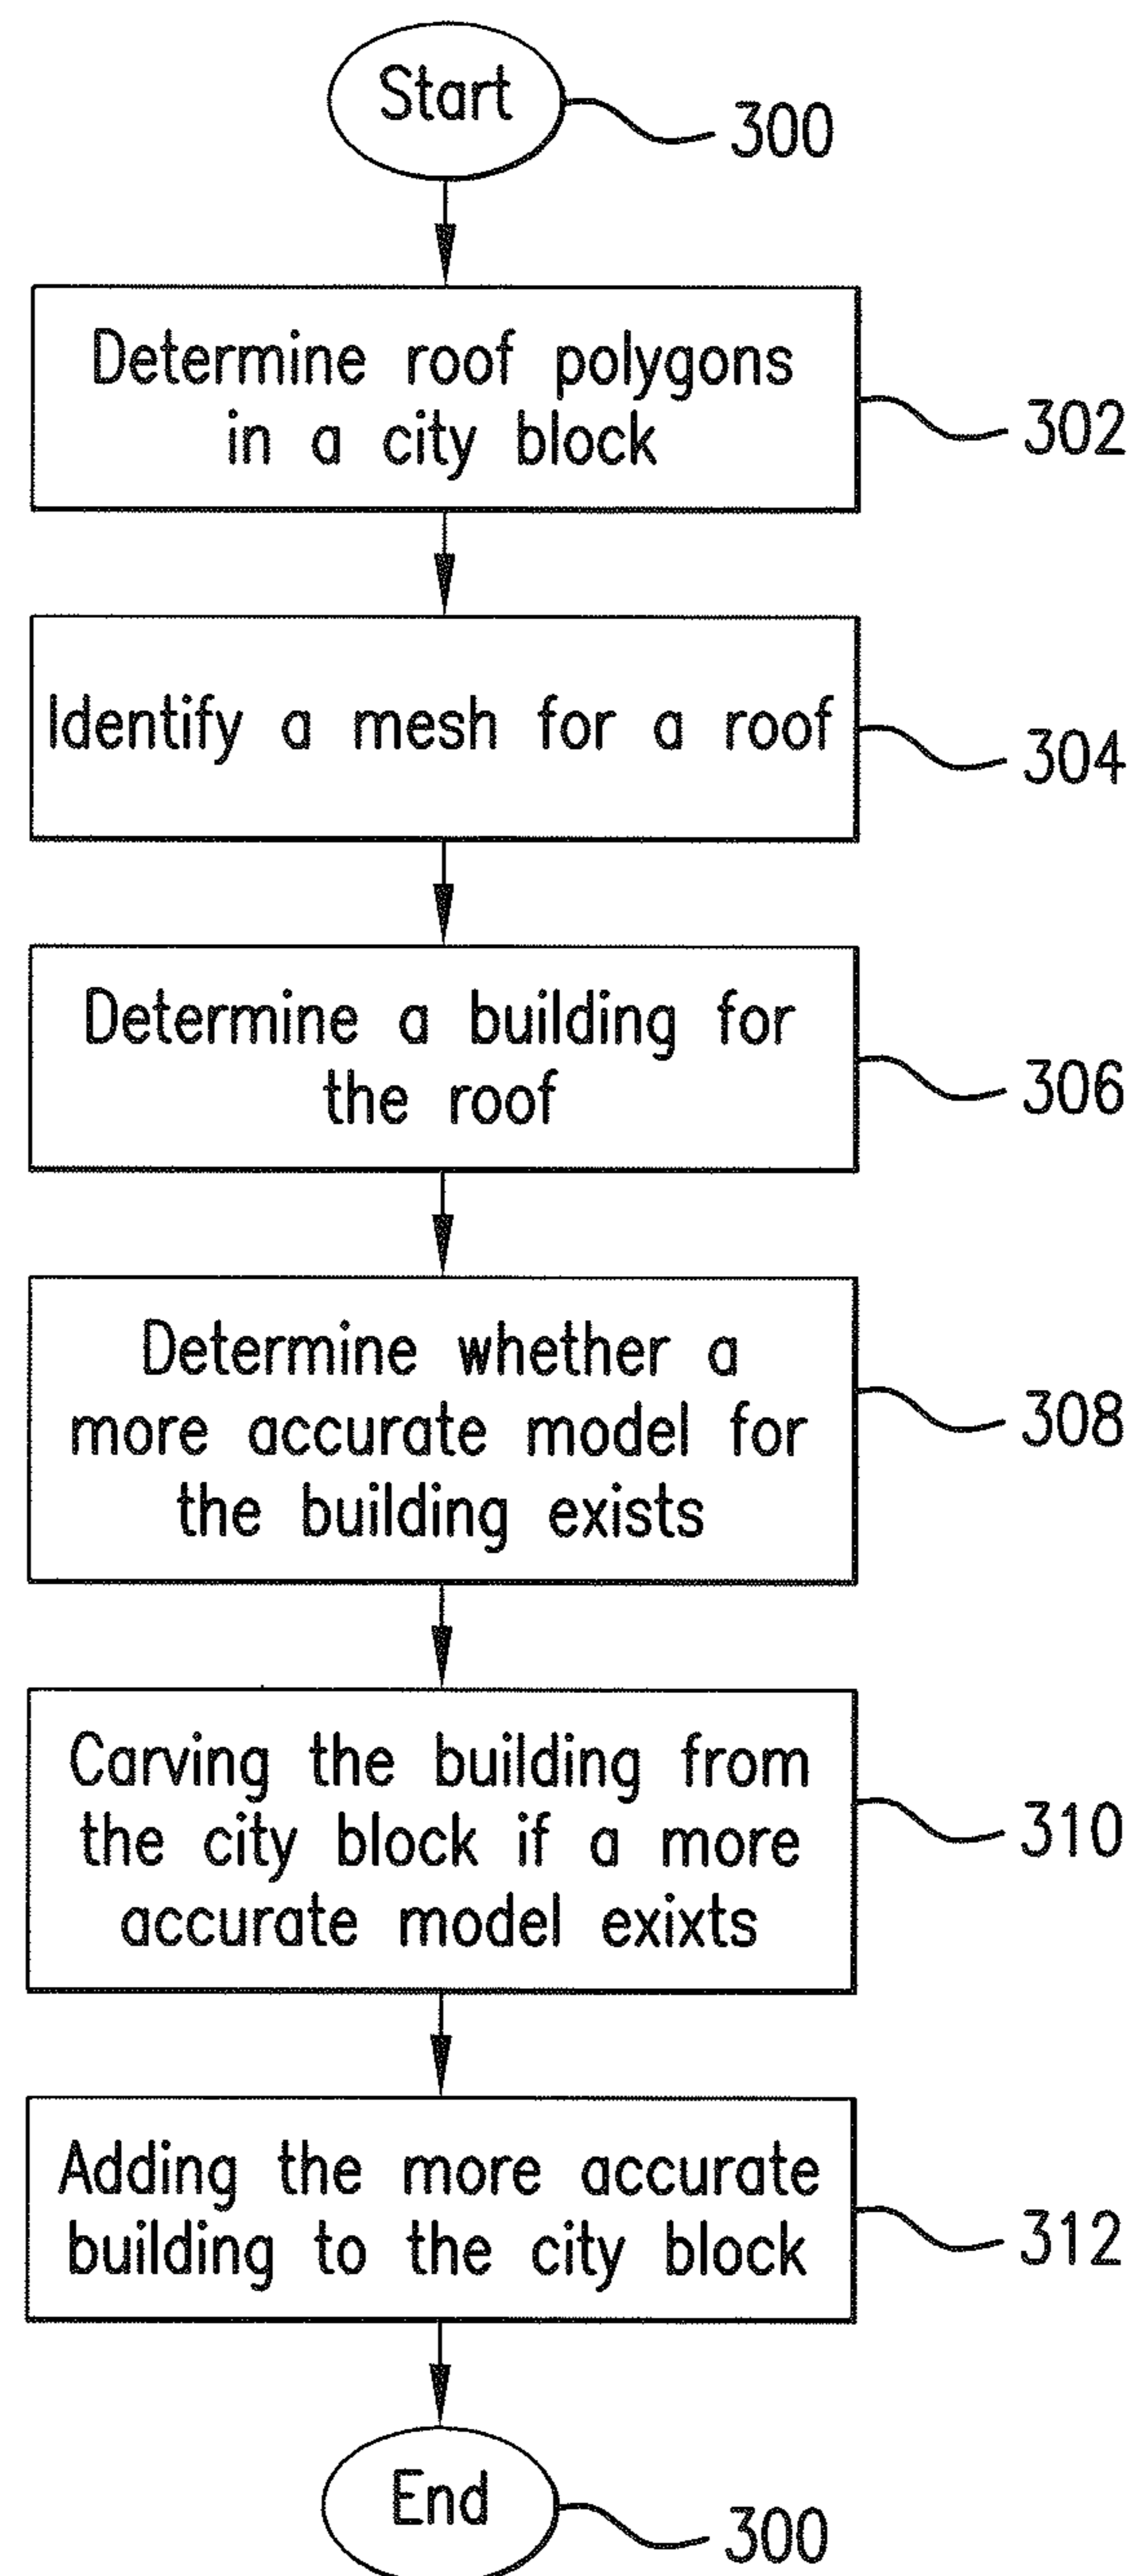 Start
300
Determine roof polygons
in a city block
302
Identify a mesh for a roof
304
Determine a building for
the roof
306
Determine whether a
more accurate model for
the building exists
308
Carving the building from
the city block if a more
accurate model exixts
310
Adding the more accurate
building to the city block
312
End
300